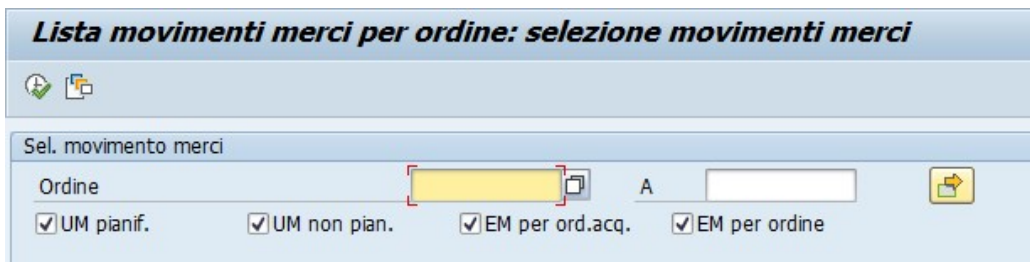 Lista movimenti merci per ordine: selezione movimenti merci
Sel. movimento merci
Ordine A
UM pianif. UM non pian. EM per ord.acq. EM per ordine